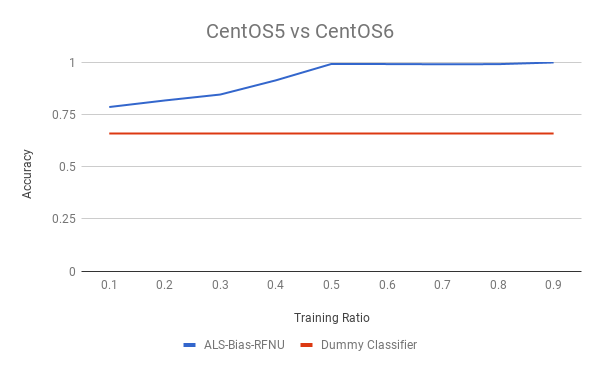 CentOS5 vs CentOS6
1
0.75
0.5
0.25
0
Accuracy
0.1 0.2 0.3 0.4 0.5 0.6 0.7 0.8 0.9
Training Ratio
ALS-Bias-RFNU Dummy Classifier